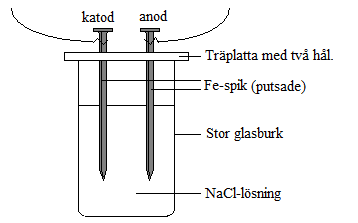 katod anod
Träplatta med två hål.
Fe-spik (putsade)
Stor glasburk
NaCl-lösning